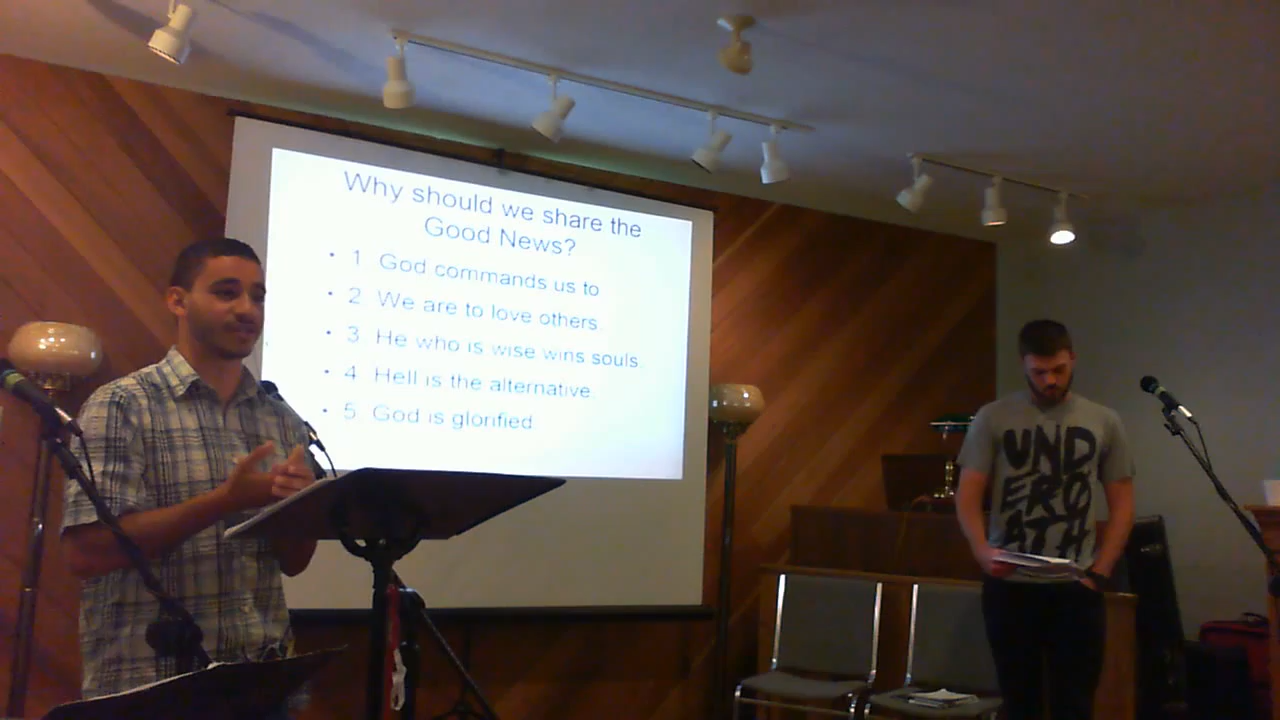 Why should we share the
Good News?
• 1 God commands us to
• 2. We are to love others.
• 3. He who is wise wins souls.
• 4 Hell is the alternative.
• 5. God is glorified
UND
ERØ
ATH